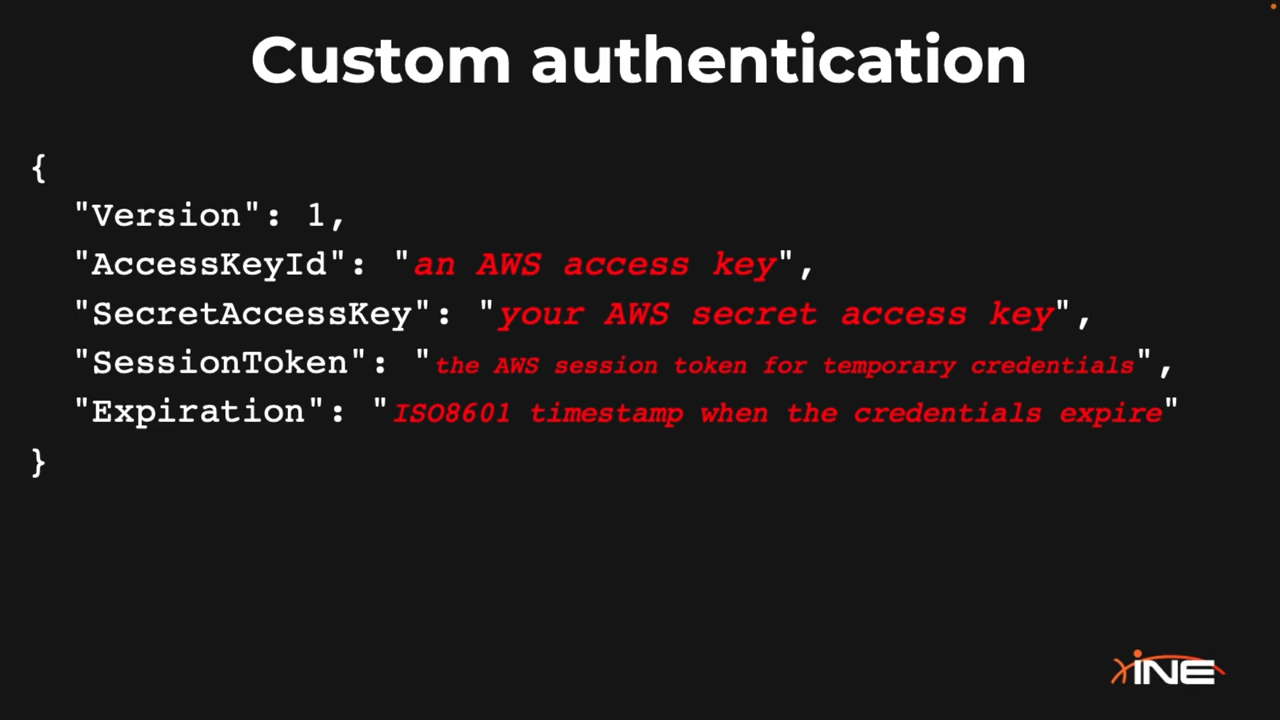 Custom authentication
{
"Version": 1,
"AccessKeyId": "an AWS access key",
"SecretAccessKey": "your AWS secret access key",
"SessionToken": "the AWS session token for temporary credentials",
"Expiration": "ISO8601 timestamp when the credentials expire"
}
INE